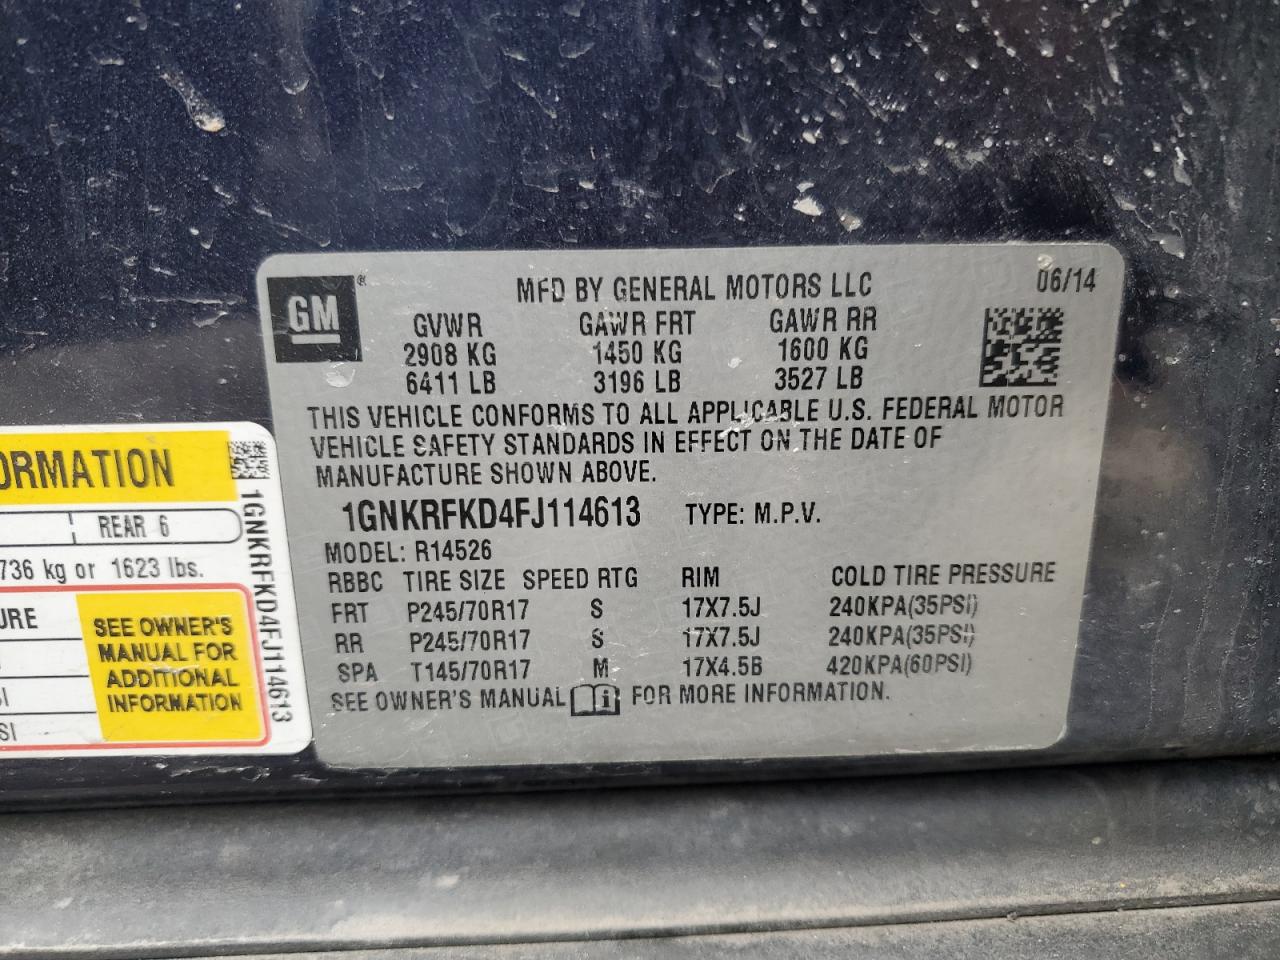 GM ®
MFD BY GENERAL MOTORS LLC 06/14
GVWR GAWR FRT GAWR RR
2908 KG 1450 KG 1600 KG
6411 LB 3196 LB 3527 LB
THIS VEHICLE CONFORMS TO ALL APPLICABLE U.S. FEDERAL MOTOR
VEHICLE SAFETY STANDARDS IN EFFECT ON THE DATE OF
MANUFACTURE SHOWN ABOVE.
1GNKRFKD4FJ114613 TYPE: M.P.V.
MODEL: R14526
RBBC TIRE SIZE SPEED RTG RIM COLD TIRE PRESSURE
FRT P245/70R17 S 17X7.5J 240KPA(35PSI)
RR P245/70R17 S 17X7.5J 240KPA(35PSI)
SPA T145/70R17 M 17X4.5B 420KPA(60PSI)
SEE OWNER'S MANUAL FOR MORE INFORMATION.
ORMATION
REAR 6
736 kg or 1623 lbs.
URE
SEE OWNER'S
MANUAL FOR
ADDITIONAL
INFORMATION
SI
SI
1GNKRFKD4FJ114613